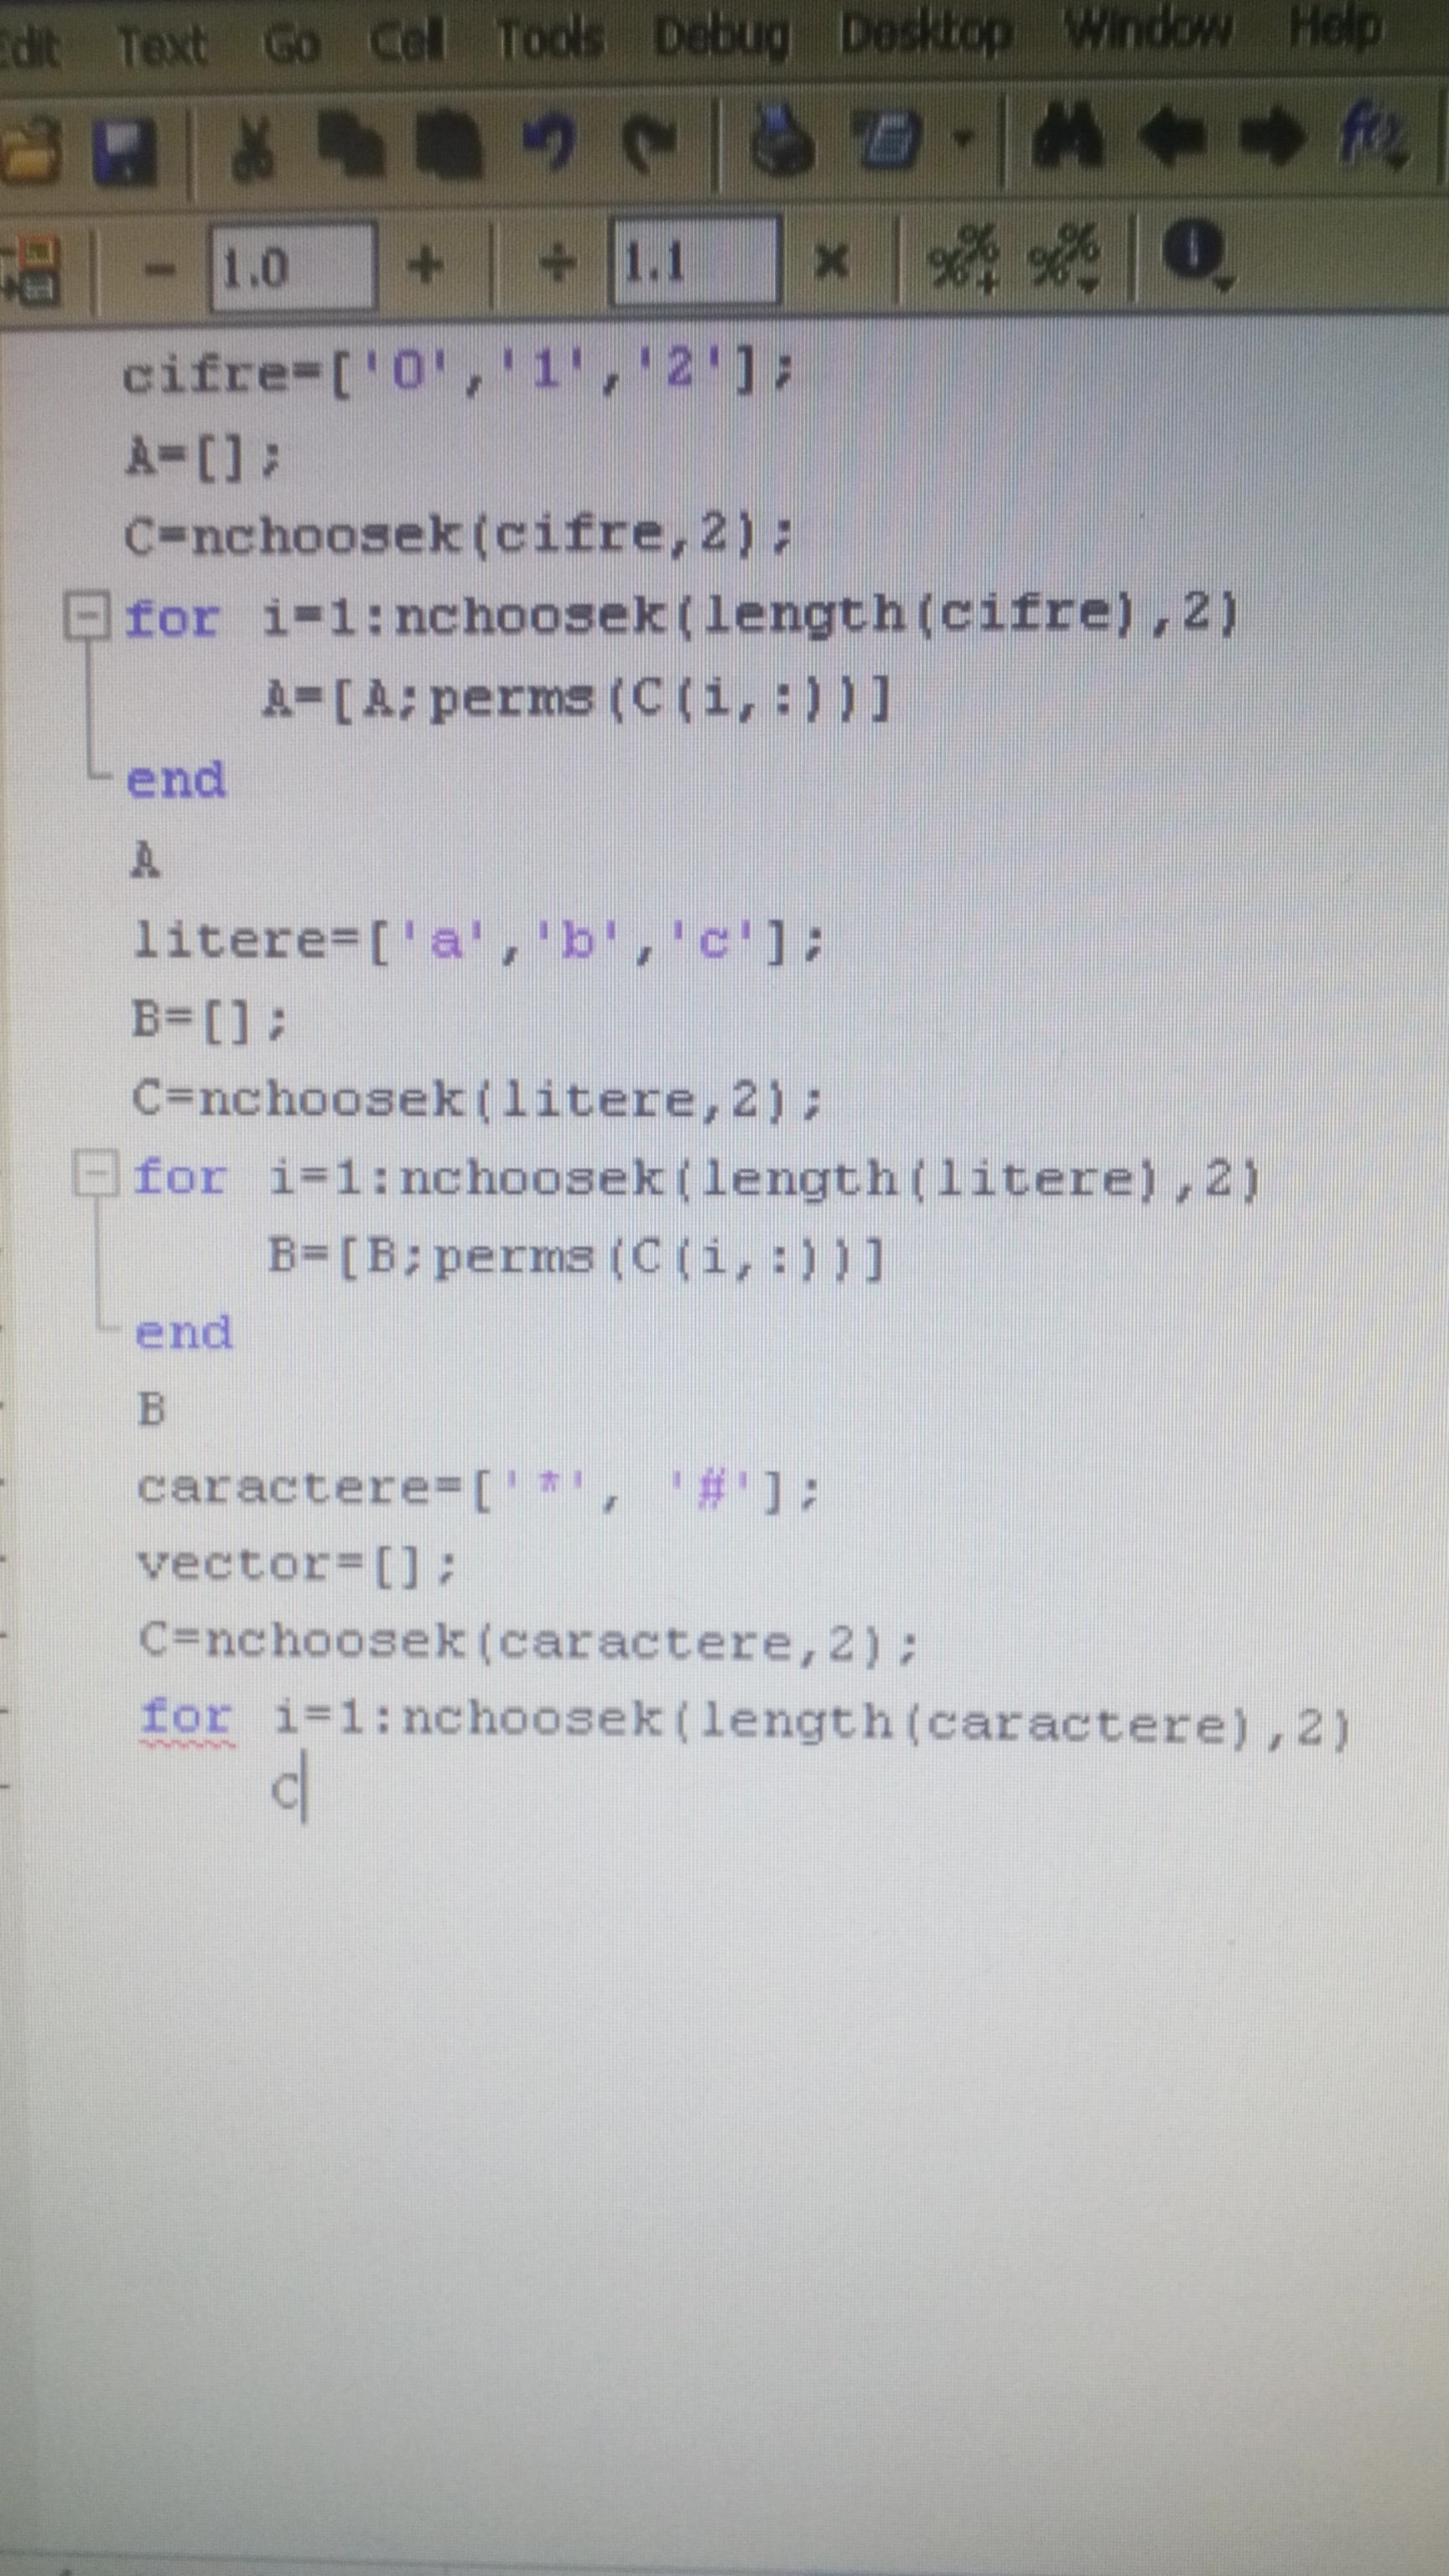 Edit Text Go Cell Tools Debug Desktop Window Help
- 1.0 + ÷ 1.1 ×
cifre=['0','1','2'];
A=[];
C=nchoosek(cifre,2);
for i=1:nchoosek(length(cifre),2)
A=[A;perms(C(i,:))]
end
A
litere=['a','b','c'];
B=[];
C=nchoosek(litere,2);
for i=1:nchoosek(length(litere),2)
B=[B;perms(C(i,:))]
end
B
caractere=['*', '#'];
vector=[];
C=nchoosek(caractere,2);
for i=1:nchoosek(length(caractere),2)
C